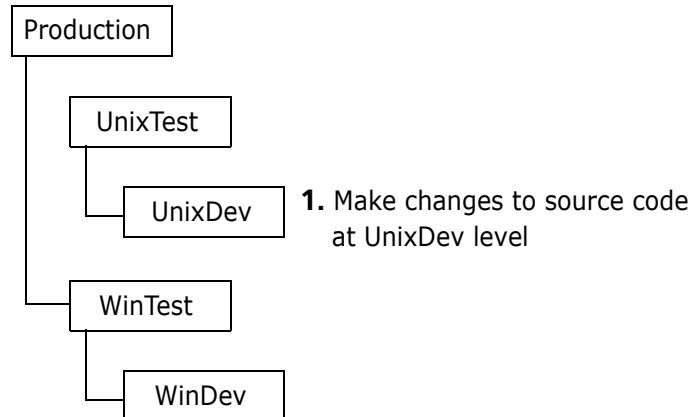 Production
UnixTest
UnixDev
1. Make changes to source code
at UnixDev level
WinTest
WinDev